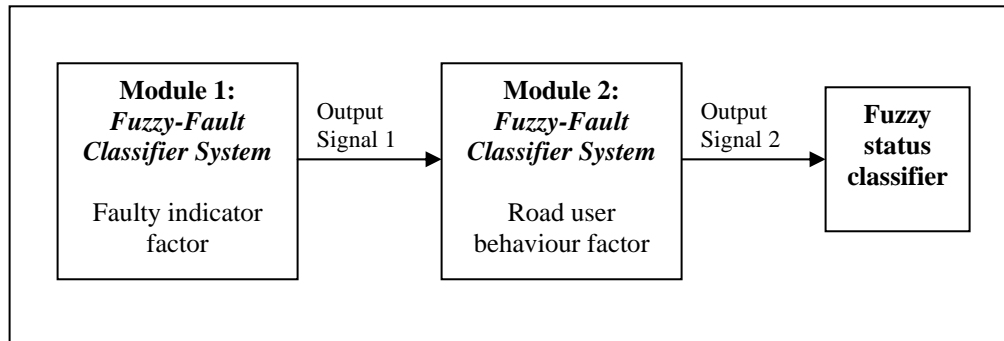 Module 1:
Fuzzy-Fault
Classifier System
Faulty indicator
factor
Output
Signal 1
Module 2:
Fuzzy-Fault
Classifier System
Road user
behaviour factor
Output
Signal 2
Fuzzy
status
classifier